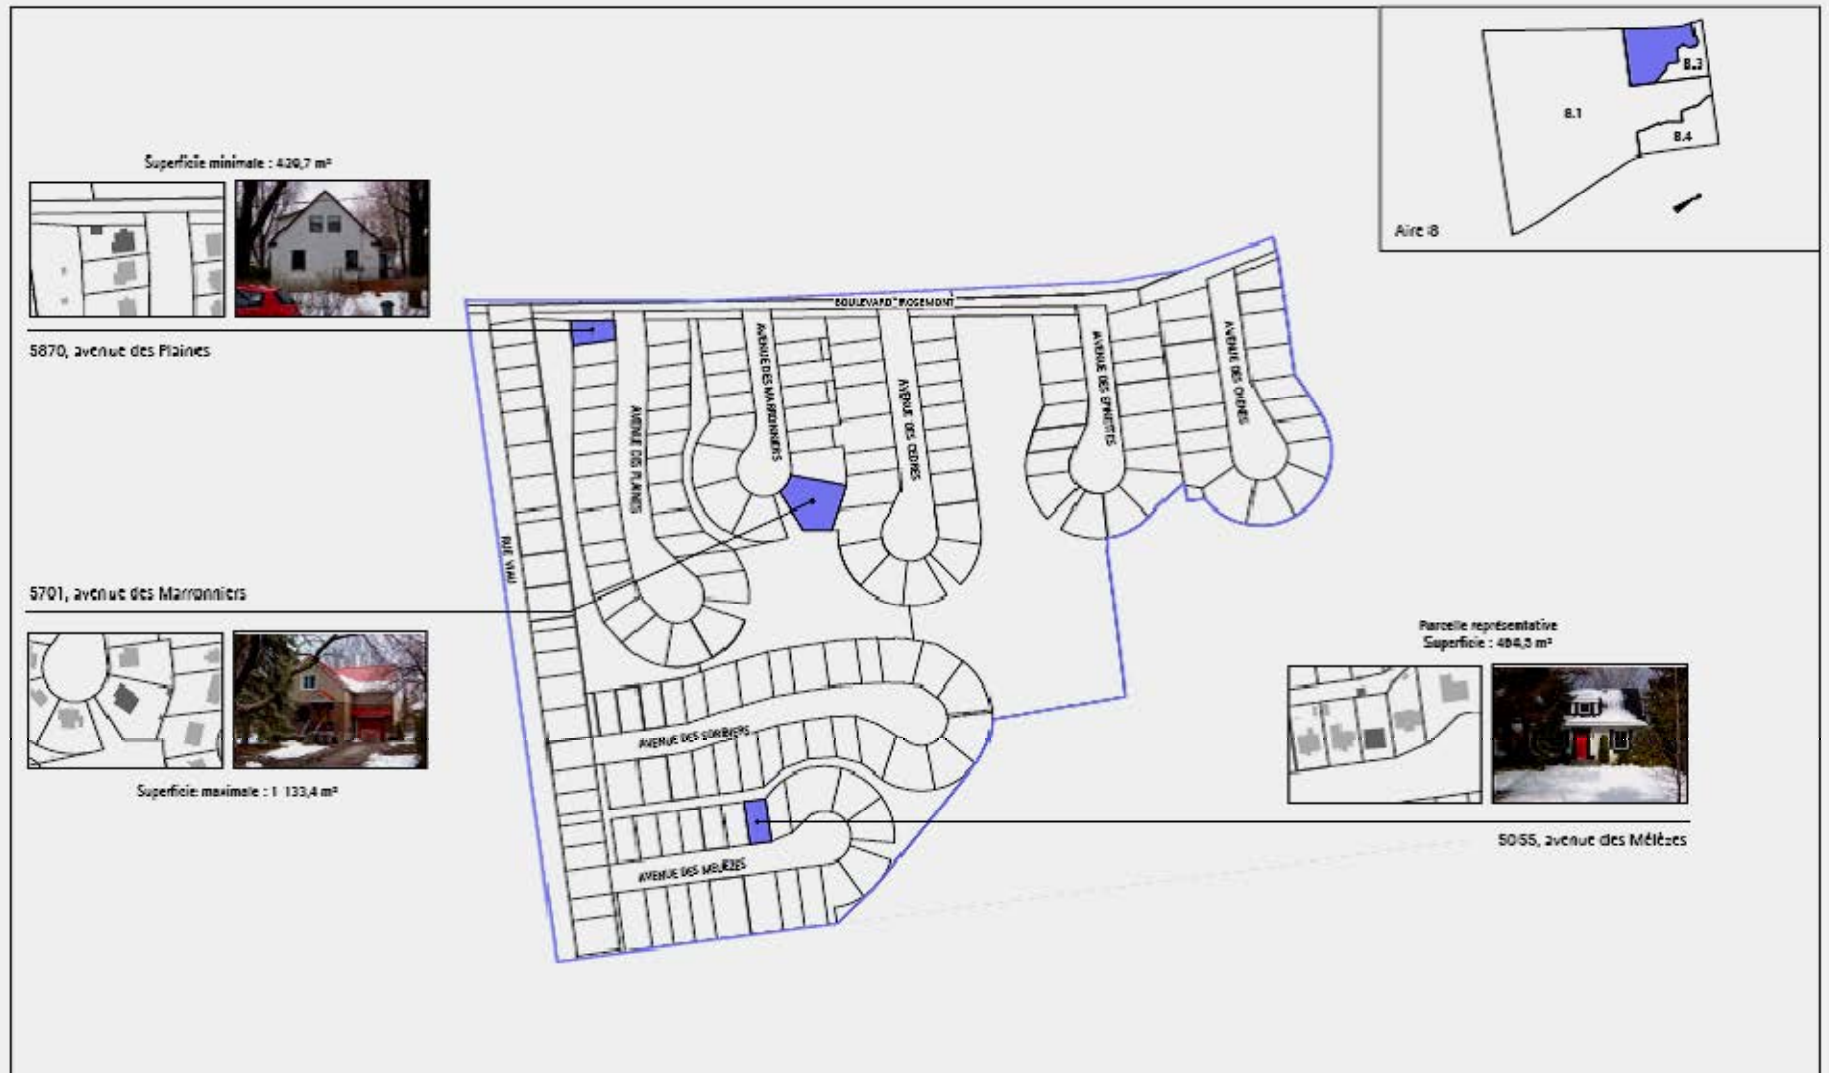 8.3
8.1
8.4
Aire 8
Superficie minimale : 429,7 m²
5870, avenue des Plaines
BOULEVARD ROSEMONT
AVENUE DES PLAINES
AVENUE DES MARRONNIERS
AVENUE DES CÈDRES
AVENUE DES ÉPINETTES
AVENUE DES CHÊNES
RUE VIAU
5701, avenue des Marronniers
Superficie maximale : 1 133,4 m²
Parcelle représentative
Superficie : m²
AVENUE DES SORBIERS
AVENUE DES MÉLÈZES
5055, avenue des Mélèzes